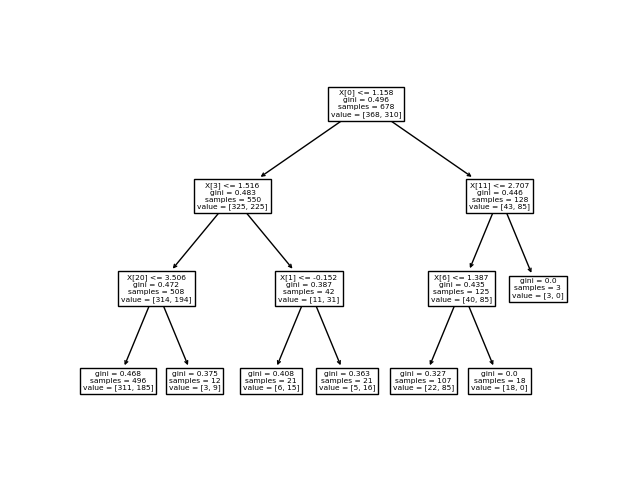 X[0] <= 1.158
gini = 0.496
samples = 678
value = [368, 310]
X[3] <= 1.516
gini = 0.483
samples = 550
value = [325, 225]
X[11] <= 2.707
gini = 0.446
samples = 128
value = [43, 85]
X[20] <= 3.506
gini = 0.472
samples = 508
value = [314, 194]
X[1] <= -0.152
gini = 0.387
samples = 42
value = [11, 31]
X[6] <= 1.387
gini = 0.435
samples = 125
value = [40, 85]
gini = 0.0
samples = 3
value = [3, 0]
gini = 0.468
samples = 496
value = [311, 185]
gini = 0.375
samples = 12
value = [3, 9]
gini = 0.408
samples = 21
value = [6, 15]
gini = 0.363
samples = 21
value = [5, 16]
gini = 0.327
samples = 107
value = [22, 85]
gini = 0.0
samples = 18
value = [18, 0]